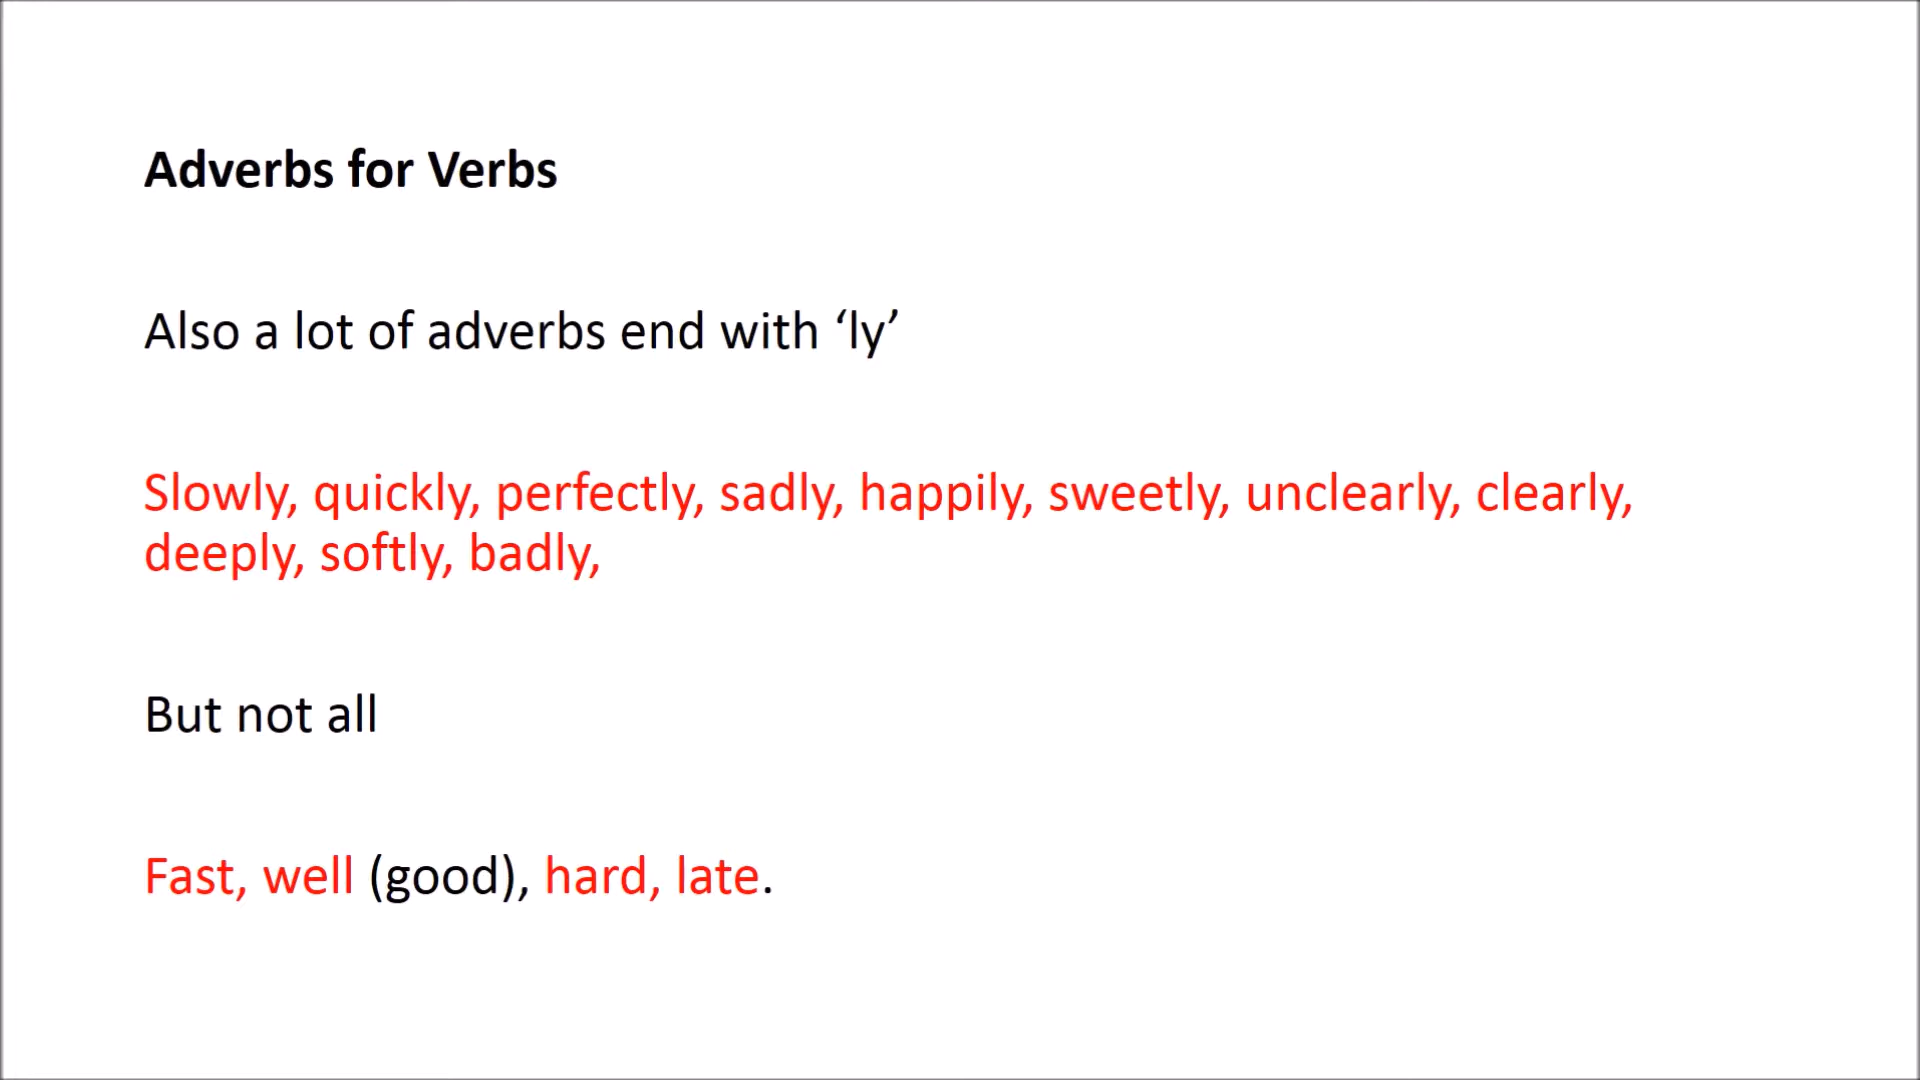 Adverbs for Verbs
Also a lot of adverbs end with ‘ly’
Slowly, quickly, perfectly, sadly, happily, sweetly, unclearly, clearly,
deeply, softly, badly,
But not all
Fast, well (good), hard, late.